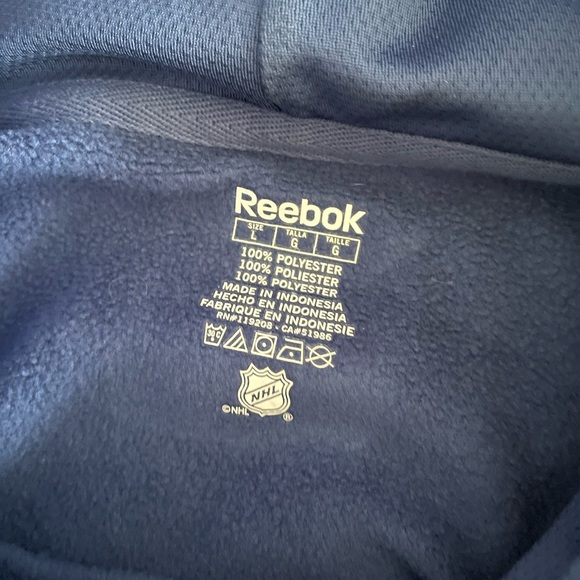 Reebok
SIZE TALLA TAILLE
L G G
100% POLYESTER
100% POLIESTER
100% POLYESTER
MADE IN INDONESIA
HECHO EN INDONESIA
FABRIQUE EN INDONESIE
RN#119208 - CA#51986
30 C
NHL
©NHL ®